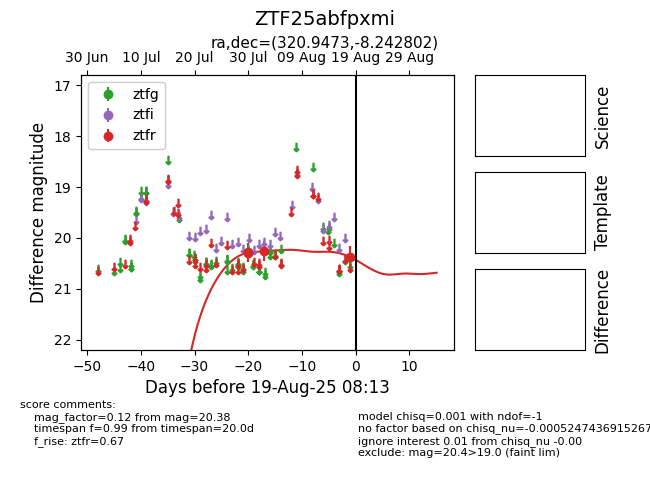 ZTF25abfpxmi
ra,dec=(320.9473,-8.242802)
30 Jun 10 Jul 20 Jul 30 Jul 09 Aug 19 Aug 29 Aug
17
18
19
20
21
22
Difference magnitude
ztfg
ztfi
ztfr
−50 −40 −30 −20 −10 0 10
Days before 19-Aug-25 08:13
Science
Template
Difference
score comments:
mag_factor=0.12 from mag=20.38
timespan f=0.99 from timespan=20.0d
f_rise: ztfr=0.67
model chisq=0.001 with ndof=-1
no factor based on chisq_nu=-0.0005247436915267
ignore interest 0.01 from chisq_nu -0.00
exclude: mag=20.4>19.0 (faint lim)